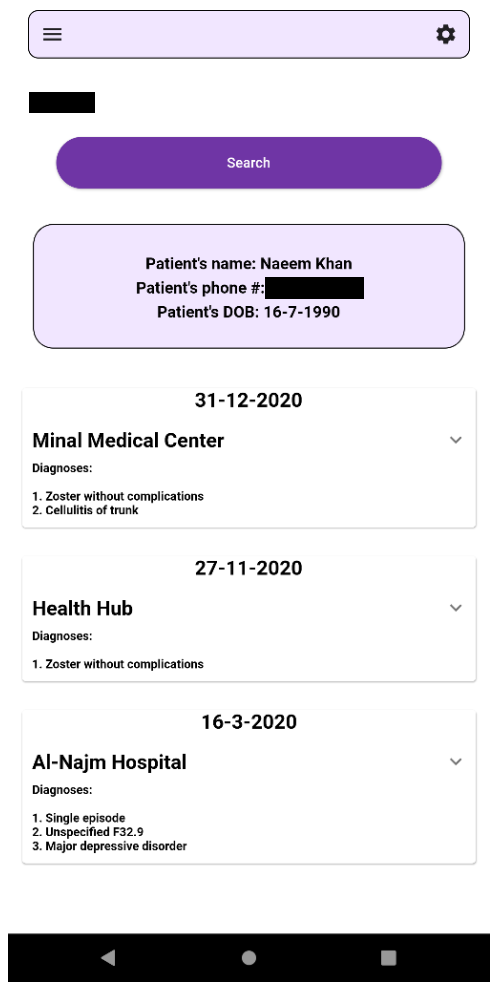 Search
Patient's name: Naeem Khan
Patient's phone #:
Patient's DOB: 16-7-1990
31-12-2020
Minal Medical Center
Diagnoses:
1. Zoster without complications
2. Cellulitis of trunk
27-11-2020
Health Hub
Diagnoses:
1. Zoster without complications
16-3-2020
Al-Najm Hospital
Diagnoses:
1. Single episode
2. Unspecified F32.9
3. Major depressive disorder